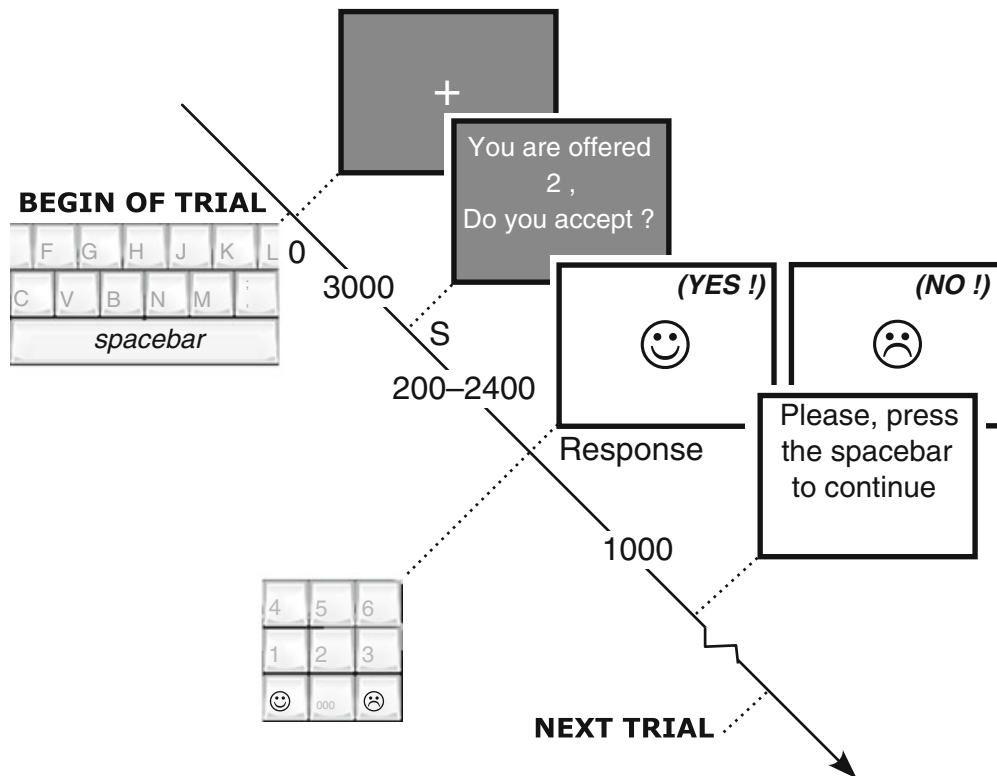 +
You are offered
2 ,
Do you accept ?
BEGIN OF TRIAL
F G H J K L
0
C V B N M ; ,
spacebar
3000
S
200–2400
(YES !)
(NO !)
Response
Please, press
the spacebar
to continue
1000
4 5 6
1 2 3
000
NEXT TRIAL